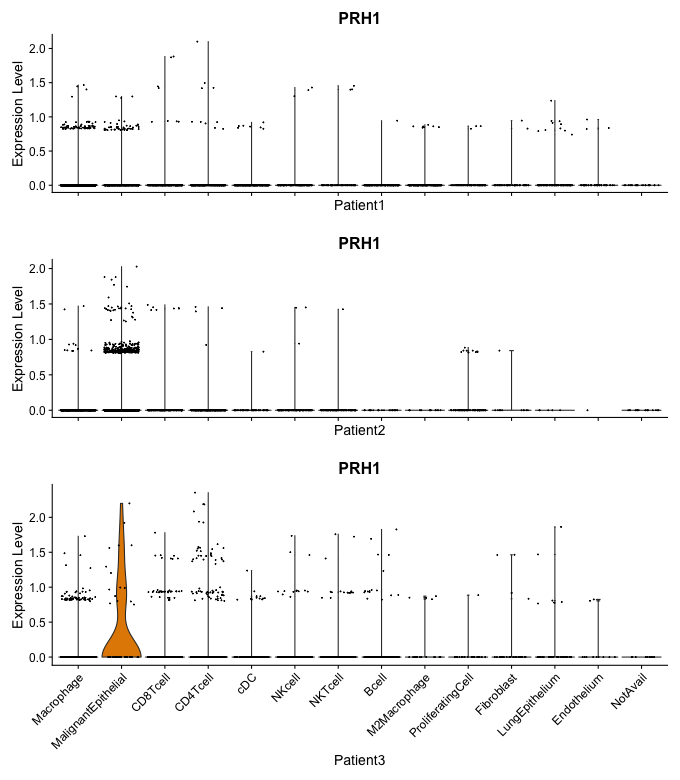 PRH1
Expression Level
2.0
1.5
1.0
0.5
0.0
Patient1
PRH1
Expression Level
2.0
1.5
1.0
0.5
0.0
Patient2
PRH1
Expression Level
2.0
1.5
1.0
0.5
0.0
Macrophage
MalignantEpithelial
CD8Tcell
CD4Tcell
cDC
NKcell
NKTcell
Bcell
M2Macrophage
ProliferatingCell
Fibroblast
LungEpithelium
Endothelium
NotAvail
Patient3